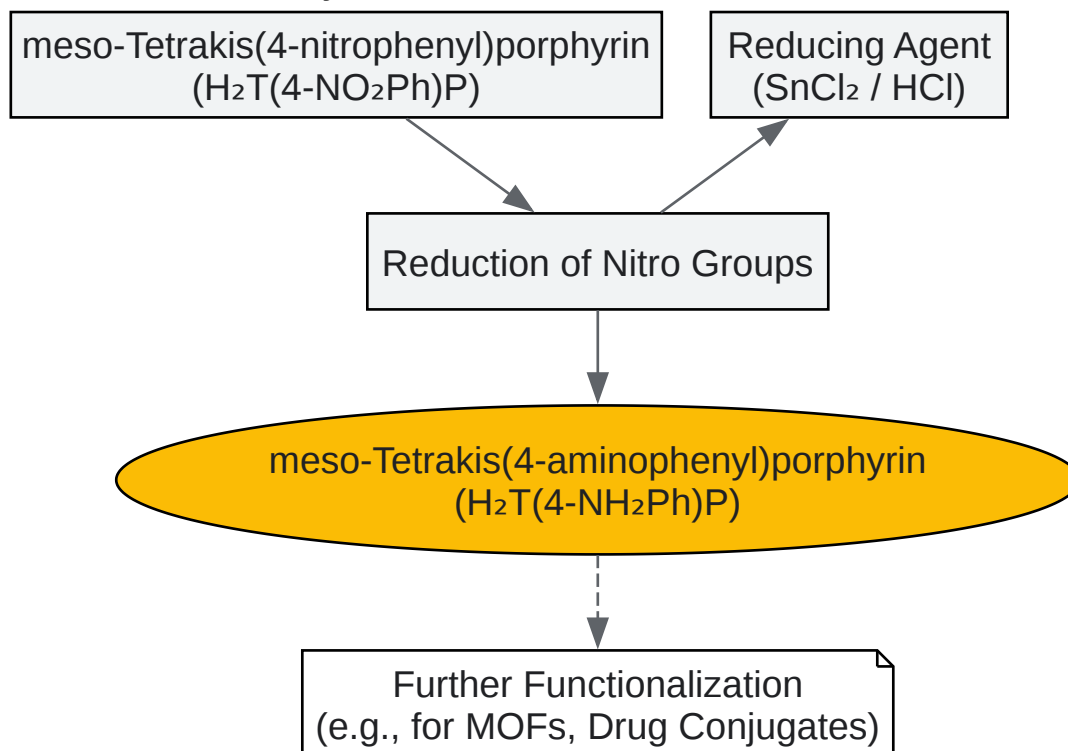 meso-Tetrakis(4-nitrophenyl)porphyrin
(H₂T(4-NO₂Ph)P)
Reducing Agent
(SnCl₂ / HCl)
Reduction of Nitro Groups
meso-Tetrakis(4-aminophenyl)porphyrin
(H₂T(4-NH₂Ph)P)
Further Functionalization
(e.g., for MOFs, Drug Conjugates)